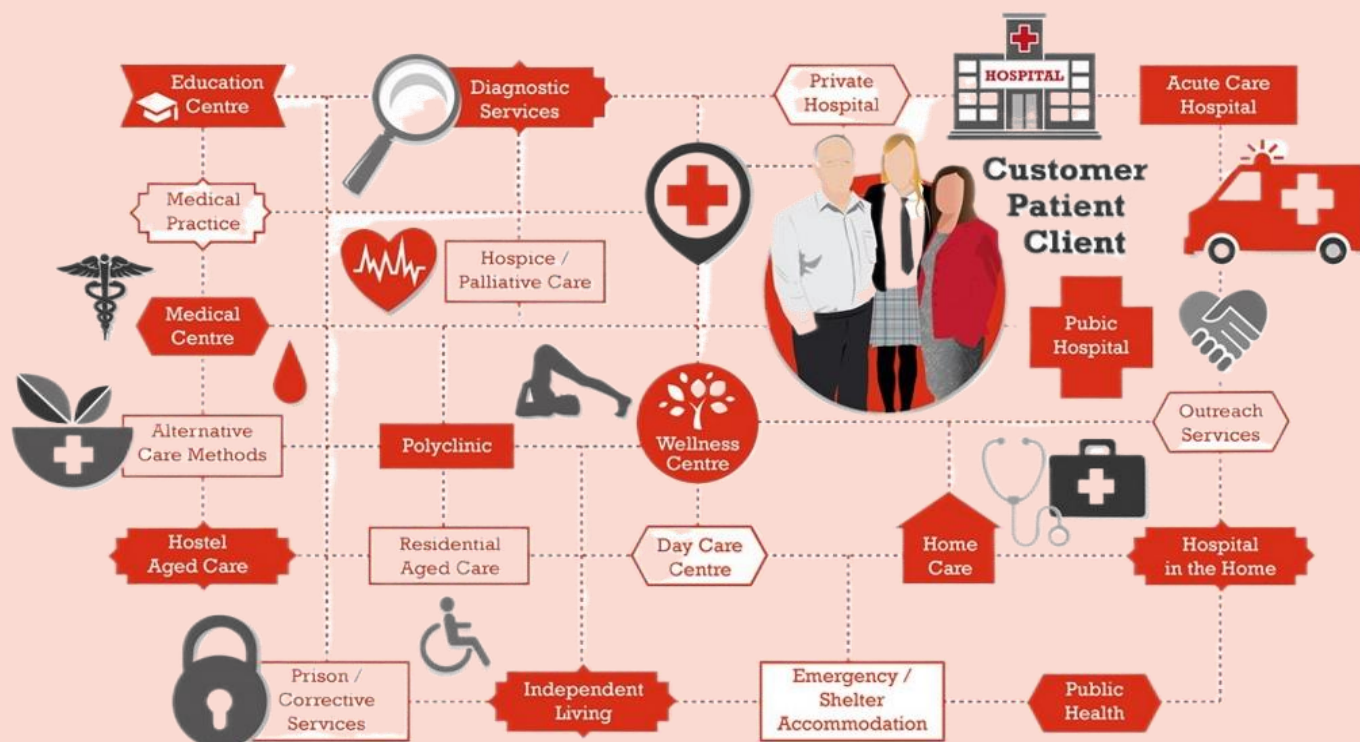 Education
Centre
Diagnostic
Services
Private
Hospital
HOSPITAL
Acute Care
Hospital
Medical
Practice
Customer
Patient
Client
Hospice /
Palliative Care
Medical
Centre
Pubic
Hospital
Alternative
Care Methods
Polyclinic
Wellness
Centre
Outreach
Services
Hostel
Aged Care
Residential
Aged Care
Day Care
Centre
Home
Care
Hospital
in the Home
Prison /
Corrective
Services
Independent
Living
Emergency /
Shelter
Accommodation
Public
Health